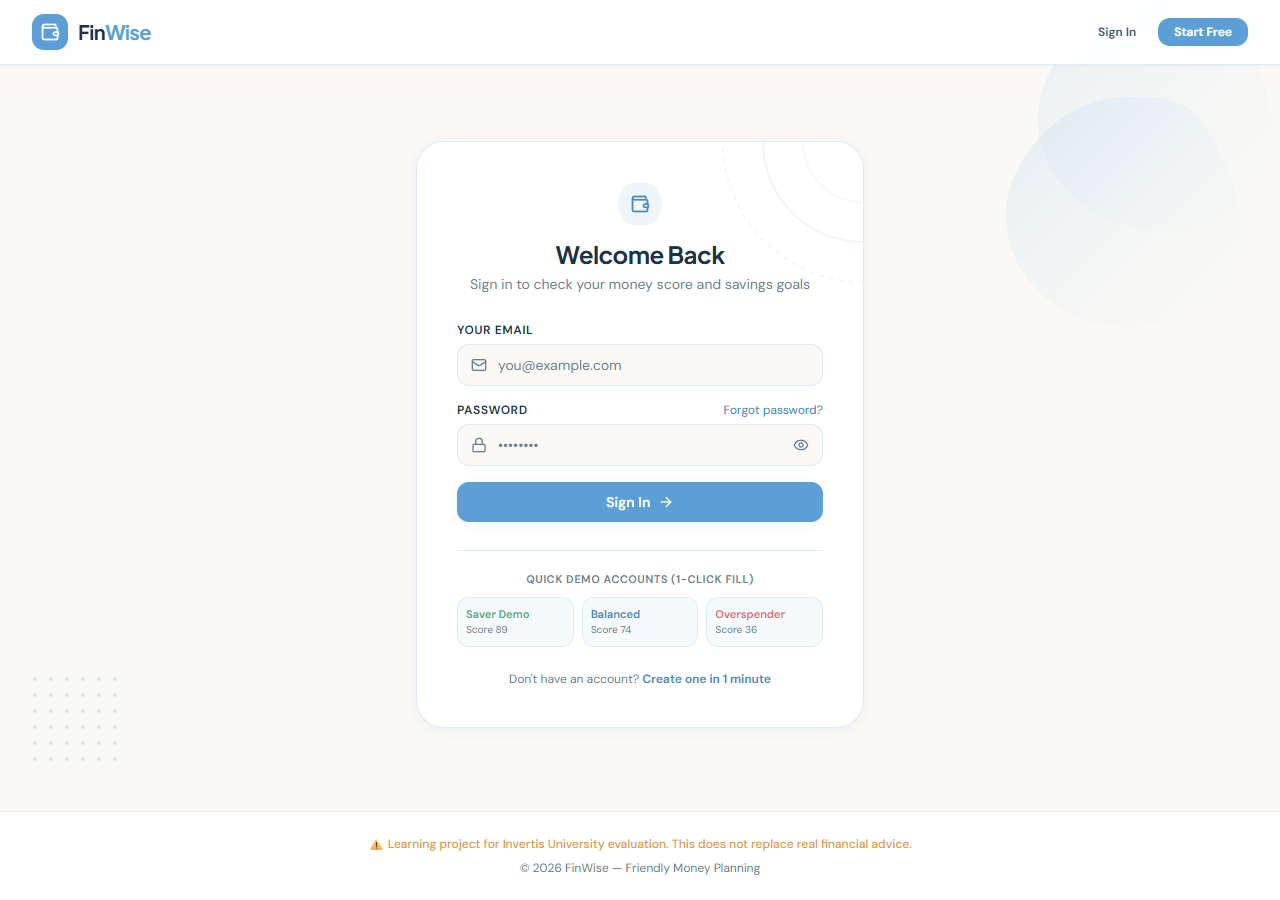 FinWise
Sign In
Start Free
Welcome Back
Sign in to check your money score and savings goals
YOUR EMAIL
you@example.com
PASSWORD
Forgot password?
••••••••
Sign In →
QUICK DEMO ACCOUNTS (1-CLICK FILL)
Saver Demo
Score 89
Balanced
Score 74
Overspender
Score 36
Don't have an account? Create one in 1 minute
⚠ Learning project for Invertis University evaluation. This does not replace real financial advice.
© 2026 FinWise — Friendly Money Planning